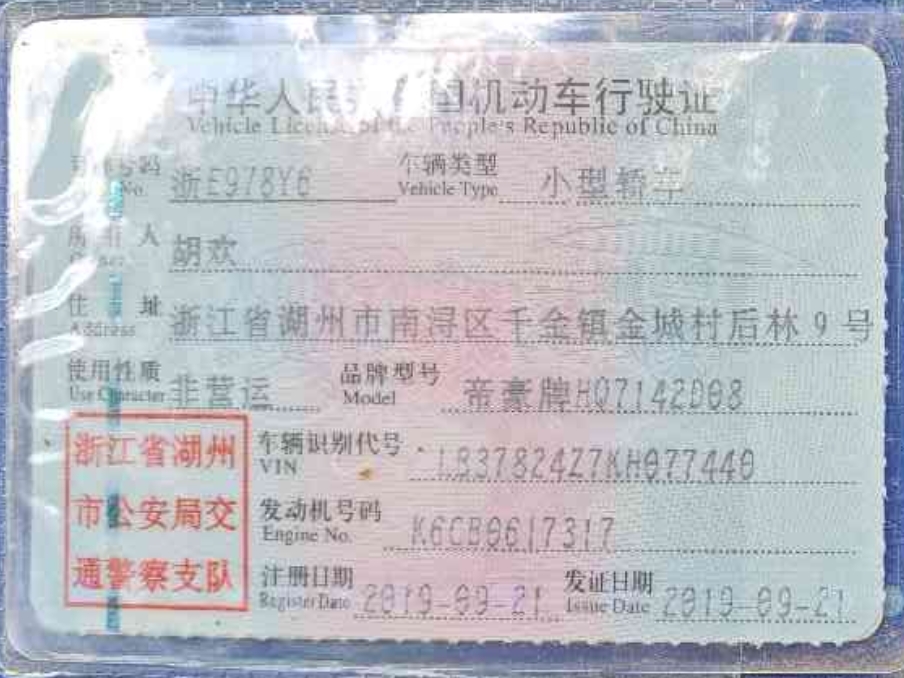 中华人民共和国机动车行驶证
Vehicle License of the People's Republic of China
号码 浙E978Y6 车辆类型 小型轿车
No. Vehicle Type
所有人 胡欢
住址 浙江省湖州市南浔区千金镇金城村后林9号
Address
使用性质 非营运 品牌型号 帝豪牌HQ7142D08
Use Character Model
浙江省湖州
市公安局交
通警察支队
车辆识别代号 LB37824Z7KH077440
VIN
发动机号码 K6CB0617317
Engine No.
注册日期 2019-09-21 发证日期 2019-09-21
Register Date Issue Date